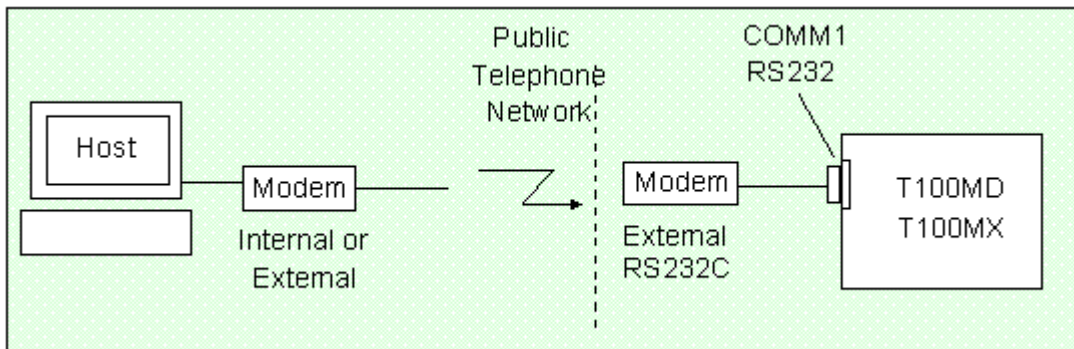 Host
Modem
Internal or
External
Public
Telephone
Network
Modem
External
RS232C
COMM1
RS232
T100MD
T100MX